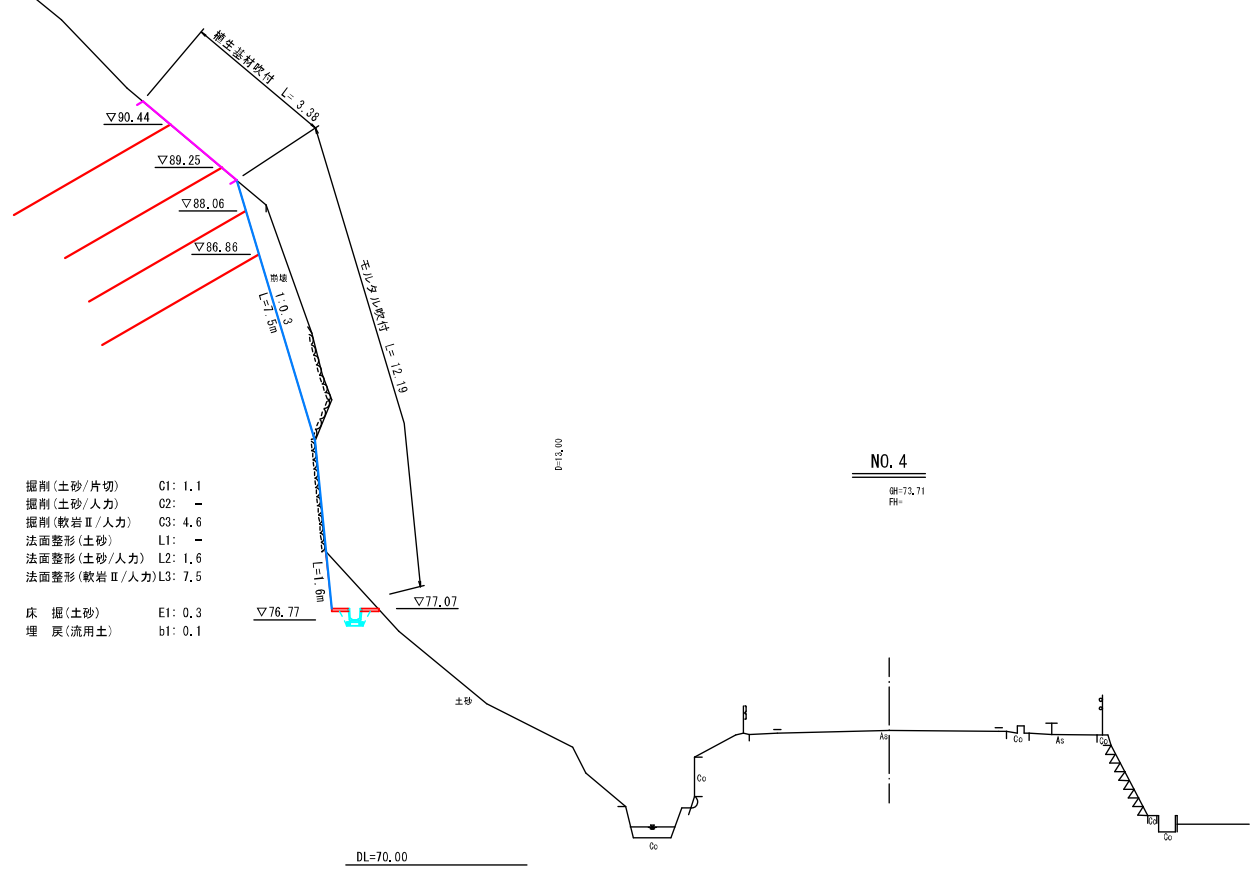 植生基材吹付 L= 3.38
▽90.44
▽89.25
▽88.06
▽86.86
1:0.3
L=7.5m
モルタル吹付 L= 12.19
D=13.00
NO.4
GH=73.71
FH=
掘削(土砂/片切) C1: 1.1
掘削(土砂/人力) C2: -
掘削(軟岩Ⅱ/人力) C3: 4.6
法面整形(土砂) L1: -
法面整形(土砂/人力) L2: 1.6
法面整形(軟岩Ⅱ/人力)L3: 7.5
床 掘(土砂) E1: 0.3
埋 戻(流用土) b1: 0.1
L=1.6m
▽76.77
▽77.07
土砂
As
Co
As
Co
Co
Co
Co
Co
DL=70.00